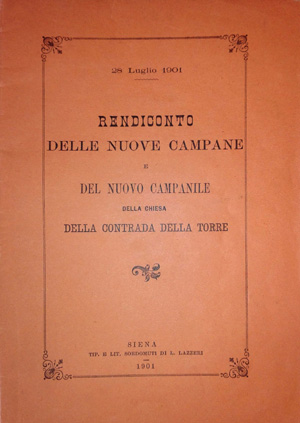 28 Luglio 1901
RENDICONTO
DELLE NUOVE CAMPANE
E
DEL NUOVO CAMPANILE
DELLA CHIESA
DELLA CONTRADA DELLA TORRE
SIENA
TIP. E LIT. SORDOMUTI DI L. LAZZERI
1901